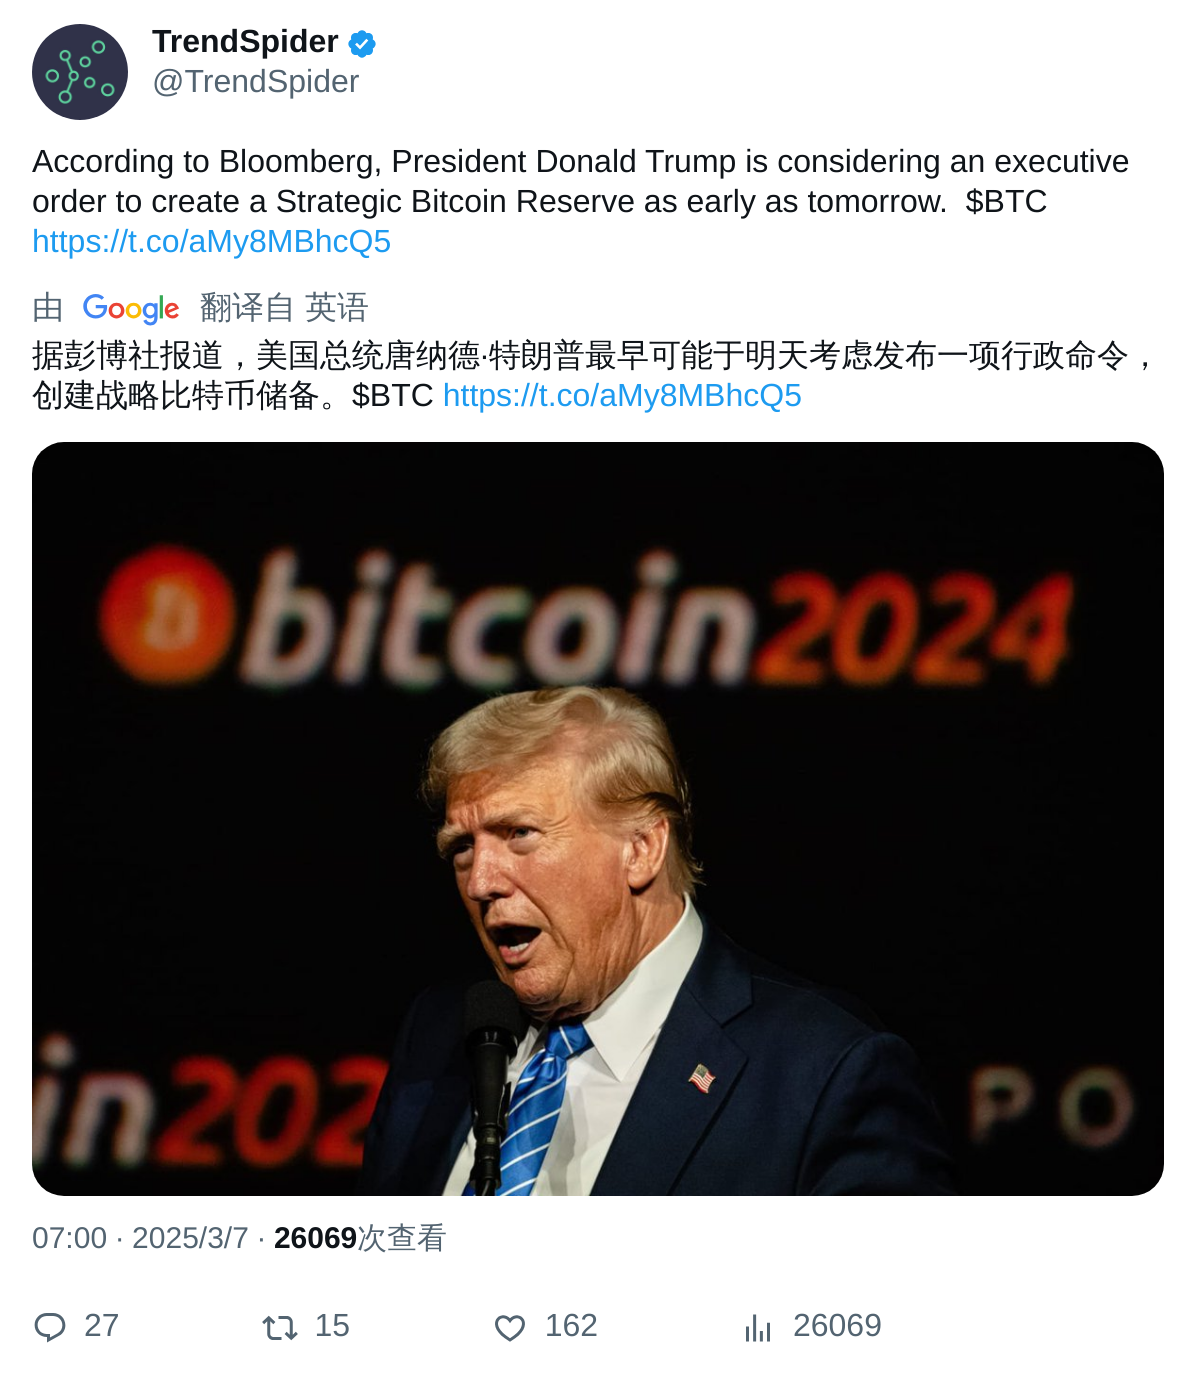 TrendSpider
@TrendSpider
According to Bloomberg, President Donald Trump is considering an executive
order to create a Strategic Bitcoin Reserve as early as tomorrow.  $BTC
https://t.co/aMy8MBhcQ5
由 Google 翻译自 英语
据彭博社报道，美国总统唐纳德·特朗普最早可能于明天考虑发布一项行政命令，
创建战略比特币储备。$BTC https://t.co/aMy8MBhcQ5
bitcoin2024
in202
PO
07:00 · 2025/3/7 · 26069次查看
27 15 162 26069